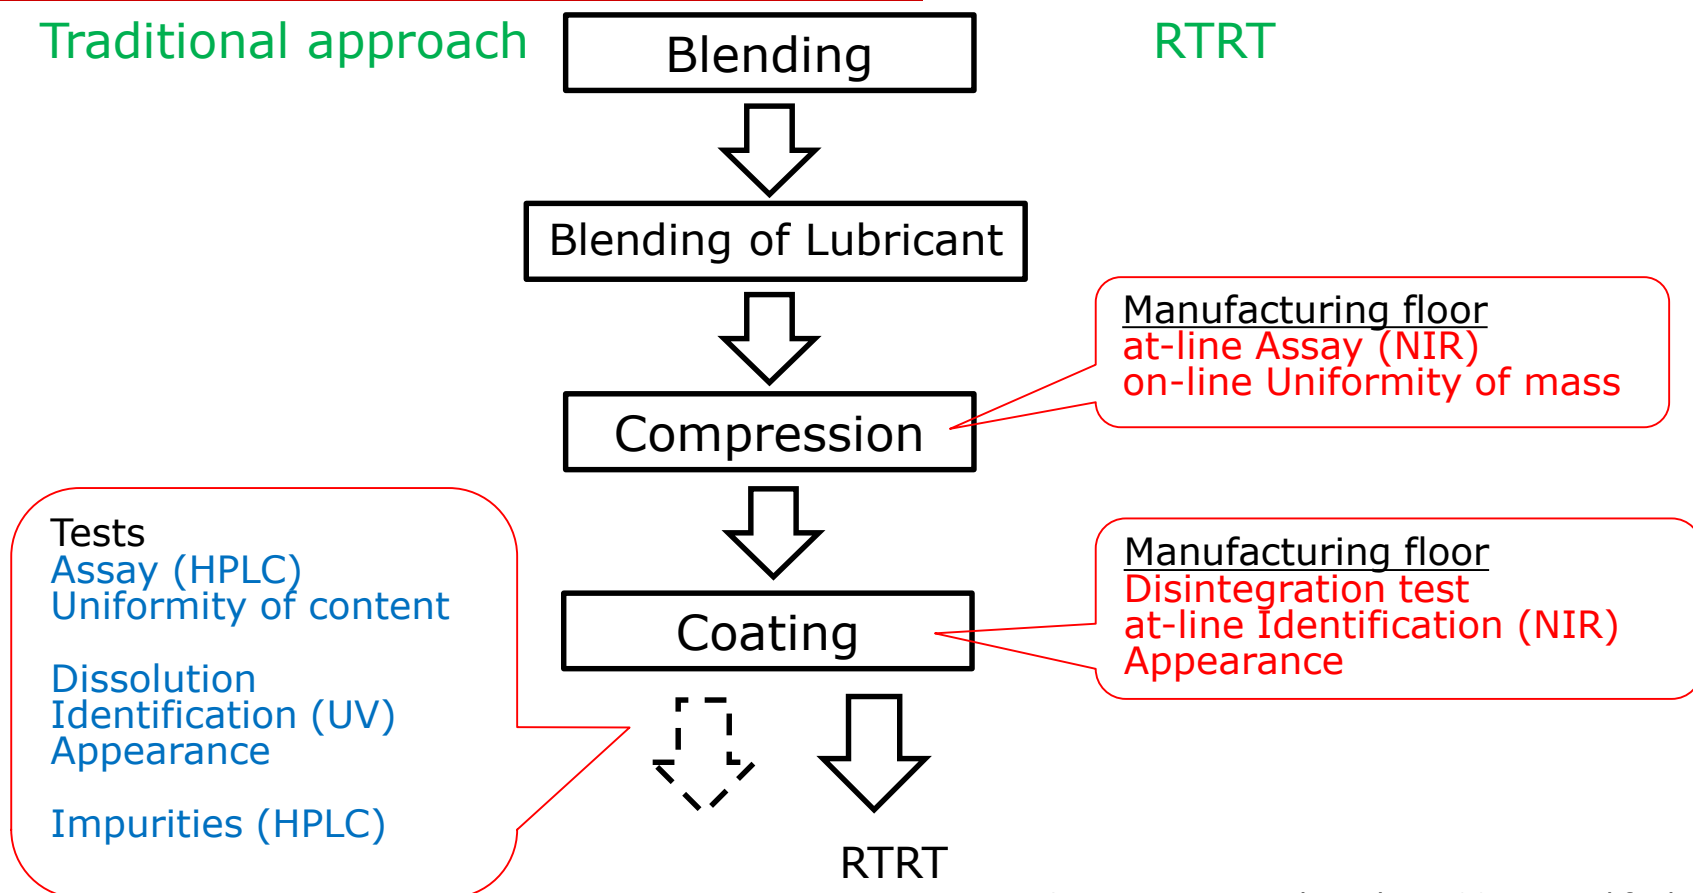 Traditional approach
Blending
RTRT
Blending of Lubricant
Manufacturing floor
at-line Assay (NIR)
on-line Uniformity of mass
Compression
Tests
Assay (HPLC)
Uniformity of content
Dissolution
Identification (UV)
Appearance
Impurities (HPLC)
Manufacturing floor
Disintegration test
at-line Identification (NIR)
Appearance
Coating
RTRT